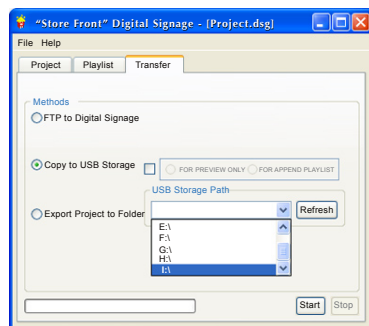 "Store Front" Digital Signage - [Project.dsg]
File Help
Project Playlist Transfer
Methods
FTP to Digital Signage
Copy to USB Storage FOR PREVIEW ONLY FOR APPEND PLAYLIST
USB Storage Path
Export Project to Folder Refresh
E:\
F:\
G:\
H:\
I:\
Start Stop